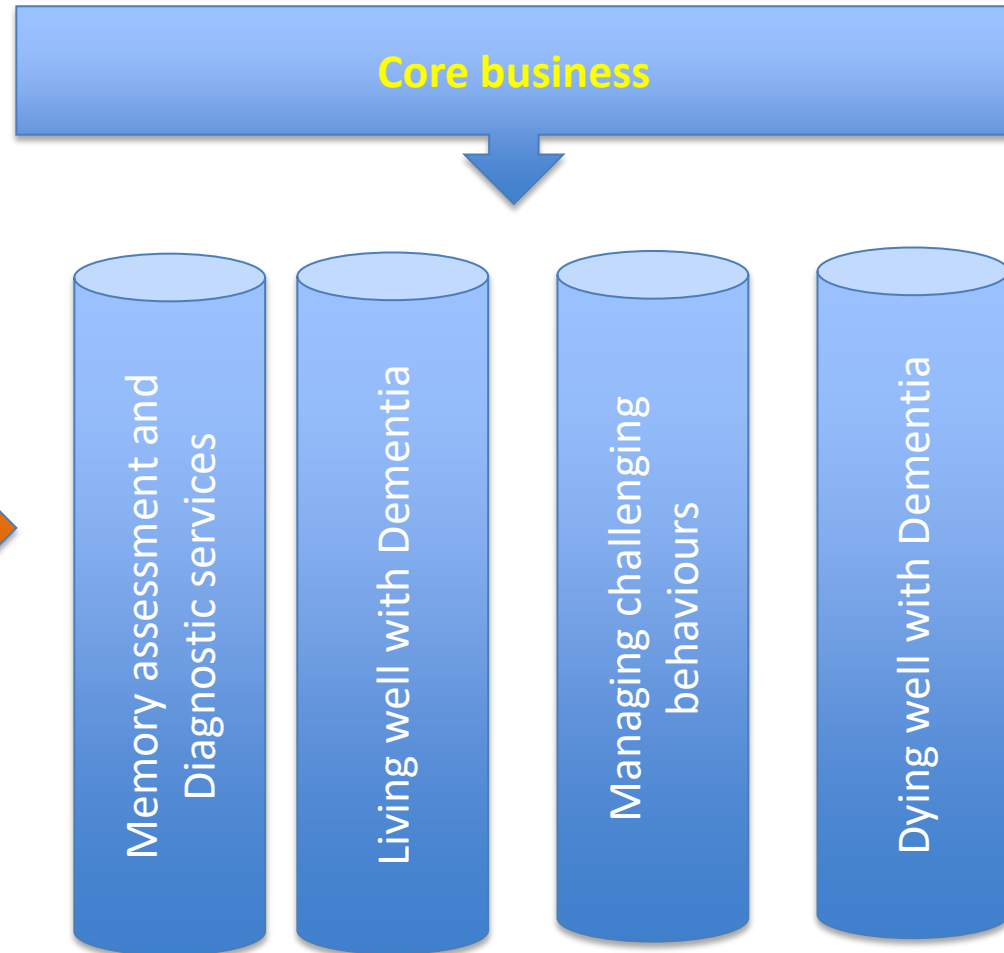 Core business
Memory assessment and
Diagnostic services
Living well with Dementia
Managing challenging
behaviours
Dying well with Dementia